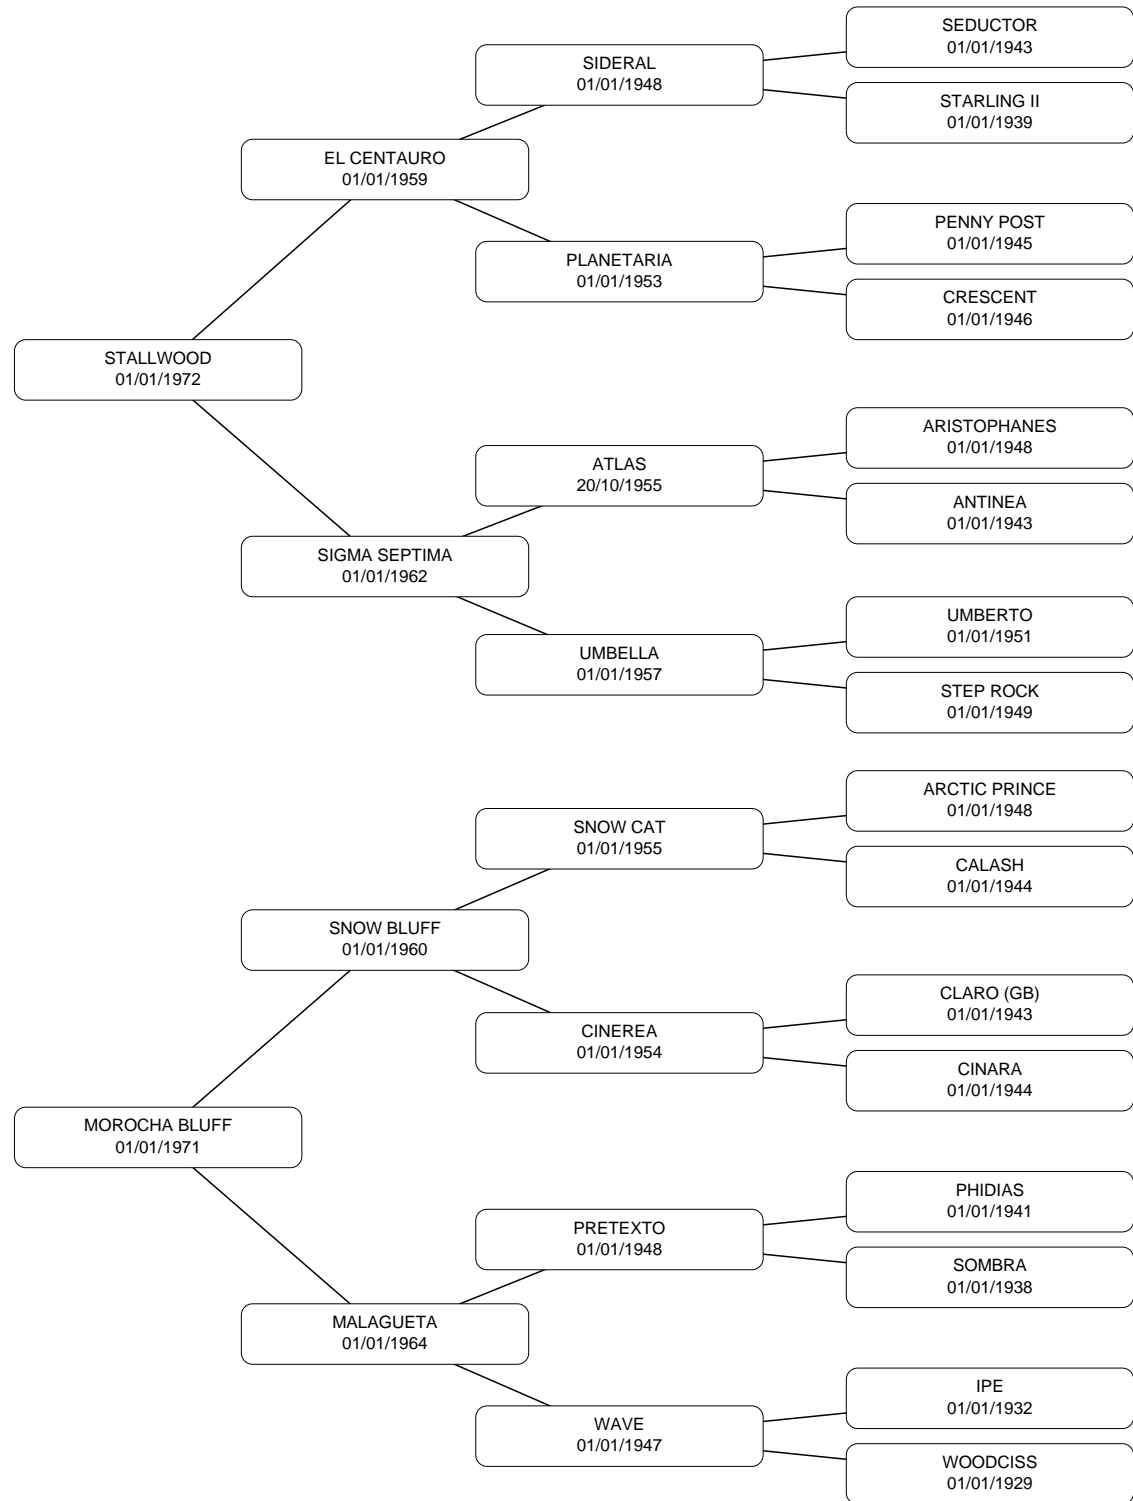 SEDUCTOR
01/01/1943
SIDERAL
01/01/1948
STARLING II
01/01/1939
EL CENTAURO
01/01/1959
PENNY POST
01/01/1945
PLANETARIA
01/01/1953
CRESCENT
01/01/1946
STALLWOOD
01/01/1972
ARISTOPHANES
01/01/1948
ATLAS
20/10/1955
ANTINEA
01/01/1943
SIGMA SEPTIMA
01/01/1962
UMBERTO
01/01/1951
UMBELLA
01/01/1957
STEP ROCK
01/01/1949
ARCTIC PRINCE
01/01/1948
SNOW CAT
01/01/1955
CALASH
01/01/1944
SNOW BLUFF
01/01/1960
CLARO (GB)
01/01/1943
CINEREA
01/01/1954
CINARA
01/01/1944
MOROCHA BLUFF
01/01/1971
PHIDIAS
01/01/1941
PRETEXTO
01/01/1948
SOMBRA
01/01/1938
MALAGUETA
01/01/1964
IPE
01/01/1932
WAVE
01/01/1947
WOODCISS
01/01/1929